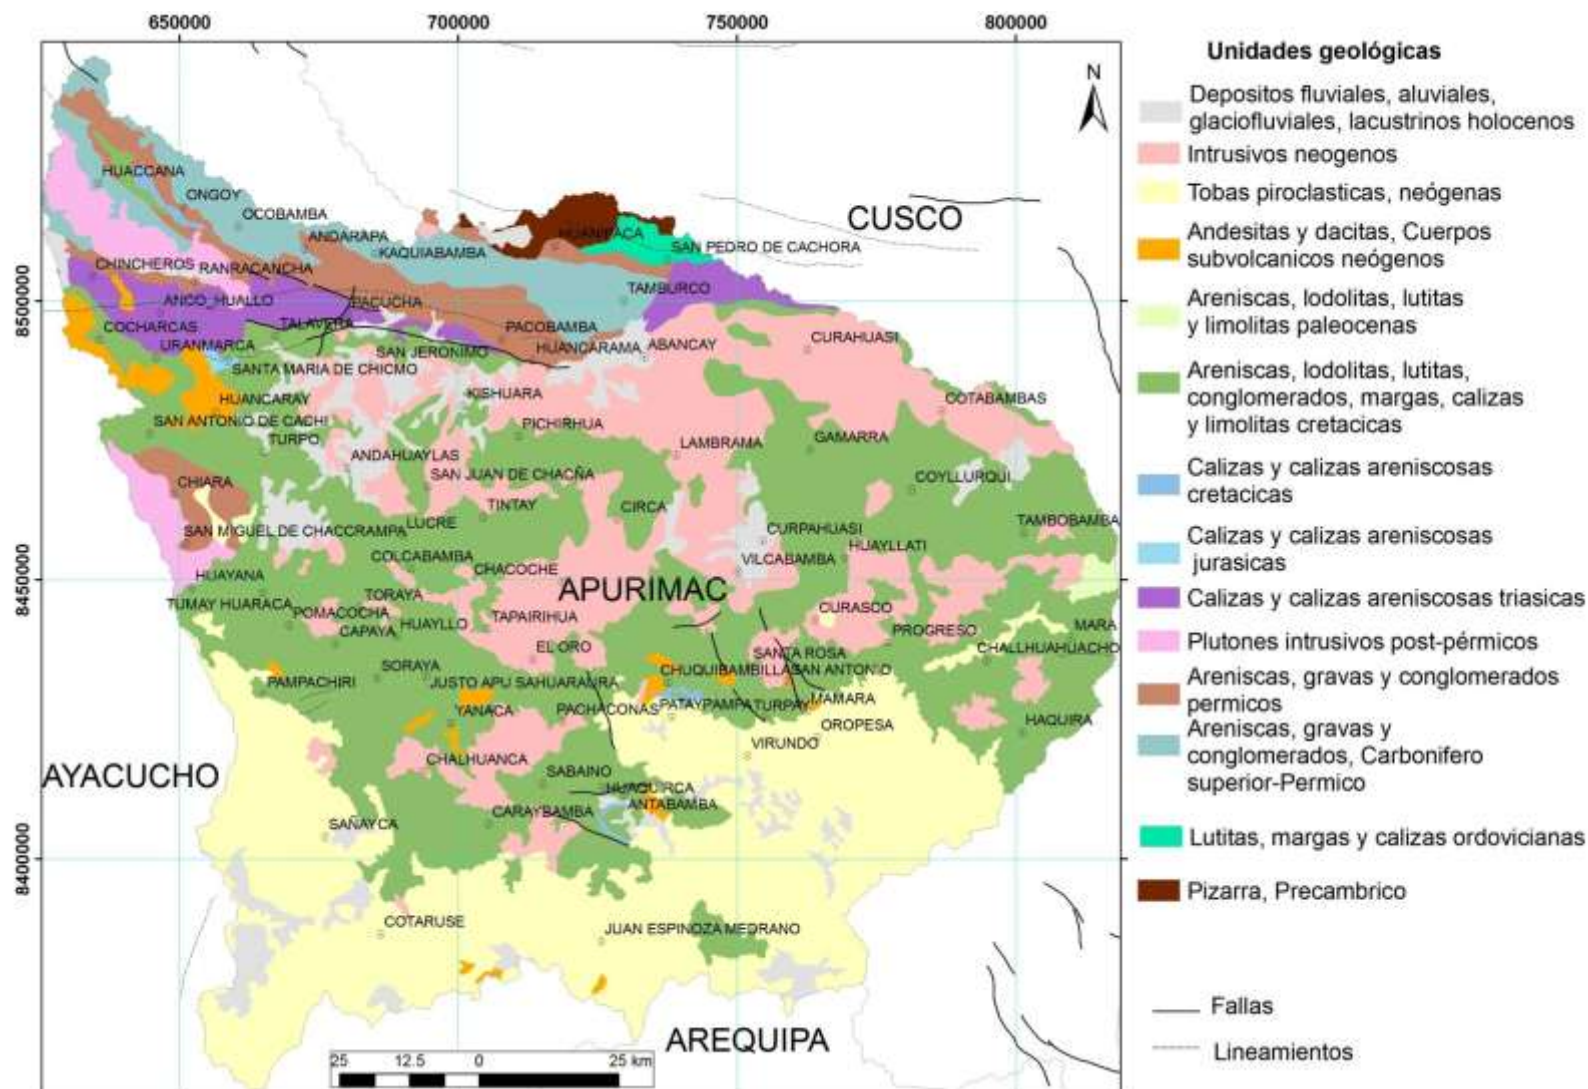 650000 700000 750000 800000
8500000
8450000
8400000
N
CUSCO
APURIMAC
AYACUCHO
AREQUIPA
HUACCANA
ONGOY
OCOBAMBA
ANDARAPA
KAQUIABAMBA
HUANIPACA
SAN PEDRO DE CACHORA
CHINCHEROS
RANRACANCHA
ANCO_HUALLO
PACUCHA
TAMBURCO
COCHARCAS
TALAVERA
PACOBAMBA
URANMARCA
SAN JERONIMO
HUANCARAMA
ABANCAY
CURAHUASI
SANTA MARIA DE CHICMO
KISHUARA
HUANCARAY
COTABAMBAS
SAN ANTONIO DE CACHI
PICHIRHUA
TURPO
LAMBRAMA
GAMARRA
ANDAHUAYLAS
SAN JUAN DE CHACÑA
COYLLURQUI
CHIARA
TINTAY
CIRCA
LUCRE
TAMBOBAMBA
SAN MIGUEL DE CHACCRAMPA
CURPAHUASI
HUAYLLATI
COLCABAMBA
VILCABAMBA
CHACOCHE
HUAYANA
TORAYA
TUMAY HUARACA
POMACOCHA
TAPAIRIHUA
CURASCO
HUAYLLO
CAPAYA
PROGRESO
MARA
EL ORO
SANTA ROSA
CHALLHUAHUACHO
SORAYA
CHUQUIBAMBILLA
SAN ANTONIO
PAMPACHIRI
JUSTO APU SAHUARAURA
PACHACONAS
PATAYPAMPA
TURPAY
MAMARA
YANACA
OROPESA
HAQUIRA
VIRUNDO
CHALHUANCA
SABAINO
HUAQUIRCA
ANTABAMBA
CARAYBAMBA
SAÑAYCA
COTARUSE
JUAN ESPINOZA MEDRANO
25 12.5 0 25 km
Unidades geológicas
Depositos fluviales, aluviales,
glaciofluviales, lacustrinos holocenos
Intrusivos neogenos
Tobas piroclasticas, neógenas
Andesitas y dacitas, Cuerpos
subvolcanicos neógenos
Areniscas, lodolitas, lutitas
y limolitas paleocenas
Areniscas, lodolitas, lutitas,
conglomerados, margas, calizas
y limolitas cretacicas
Calizas y calizas areniscosas
cretacicas
Calizas y calizas areniscosas
jurasicas
Calizas y calizas areniscosas triasicas
Plutones intrusivos post-pérmicos
Areniscas, gravas y conglomerados
permicos
Areniscas, gravas y
conglomerados, Carbonifero
superior-Permico
Lutitas, margas y calizas ordovicianas
Pizarra, Precambrico
Fallas
Lineamientos